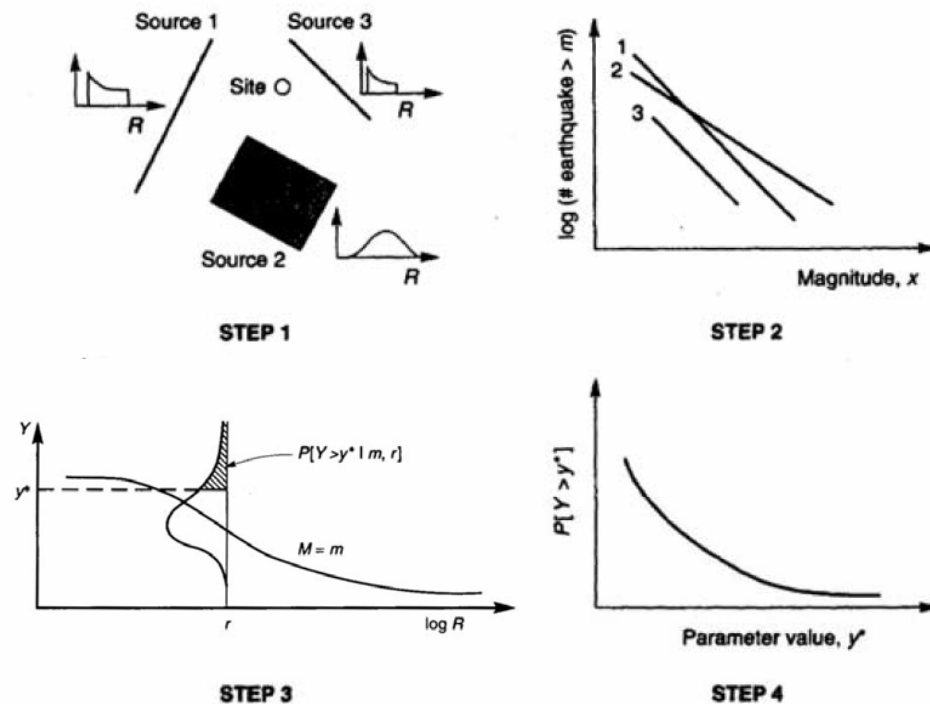 Source 1
Source 3
R
Site
R
Source 2
R
STEP 1
log (# earthquake > m)
1
2
3
Magnitude, x
STEP 2
Y
P[Y > y* | m, r]
y*
M = m
r
log R
STEP 3
P[Y > y*]
Parameter value, y*
STEP 4